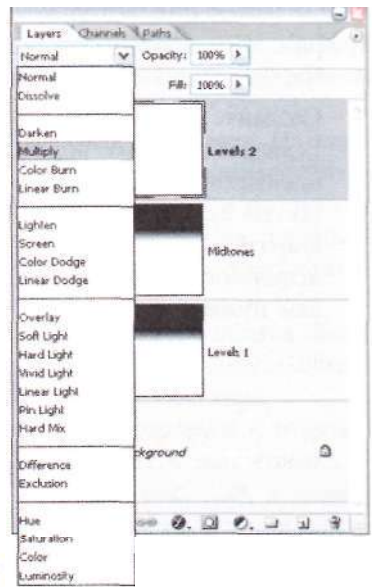 Layers Channels Paths
Normal Opacity: 100%
Normal Fill: 100%
Dissolve
Darken
Multiply Levels 2
Color Burn
Linear Burn
Lighten
Screen Midtones
Color Dodge
Linear Dodge
Overlay
Soft Light
Hard Light Levels 1
Vivid Light
Linear Light
Pin Light
Hard Mix
kground
Difference
Exclusion
Hue
Saturation
Color
Luminosity